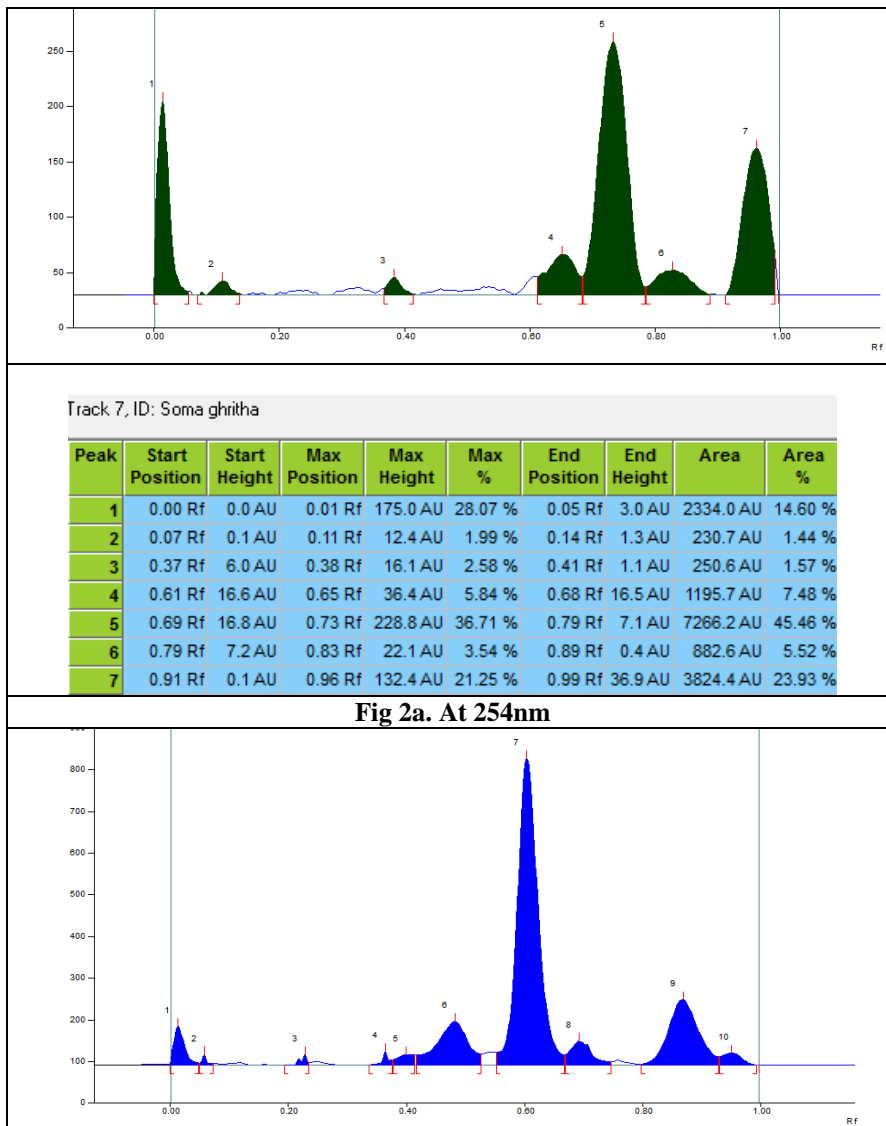 250
200
150
100
50
0
1
2
3
4
5
6
7
0.00 0.20 0.40 0.60 0.80 1.00
Rf
Track 7, ID: Soma ghritha
Peak Start Position Start Height Max Position Max Height Max % End Position End Height Area Area %
1 0.00 Rf 0.0 AU 0.01 Rf 175.0 AU 28.07 % 0.05 Rf 3.0 AU 2334.0 AU 14.60 %
2 0.07 Rf 0.1 AU 0.11 Rf 12.4 AU 1.99 % 0.14 Rf 1.3 AU 230.7 AU 1.44 %
3 0.37 Rf 6.0 AU 0.38 Rf 16.1 AU 2.58 % 0.41 Rf 1.1 AU 250.6 AU 1.57 %
4 0.61 Rf 16.6 AU 0.65 Rf 36.4 AU 5.84 % 0.68 Rf 16.5 AU 1195.7 AU 7.48 %
5 0.69 Rf 16.8 AU 0.73 Rf 228.8 AU 36.71 % 0.79 Rf 7.1 AU 7266.2 AU 45.46 %
6 0.79 Rf 7.2 AU 0.83 Rf 22.1 AU 3.54 % 0.89 Rf 0.4 AU 882.6 AU 5.52 %
7 0.91 Rf 0.1 AU 0.96 Rf 132.4 AU 21.25 % 0.99 Rf 36.9 AU 3824.4 AU 23.93 %
Fig 2a. At 254nm
800
700
600
500
400
300
200
100
0
1
2
3
4
5
6
7
8
9
10
0.00 0.20 0.40 0.60 0.80 1.00
Rf